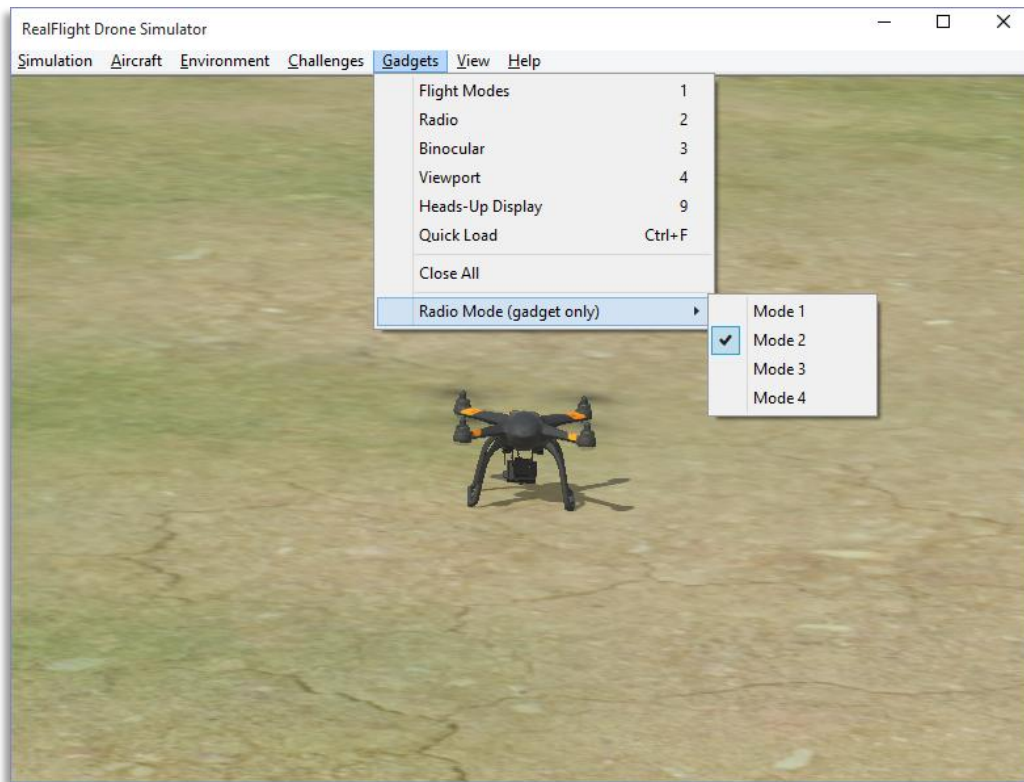 RealFlight Drone Simulator
Simulation Aircraft Environment Challenges Gadgets View Help
Flight Modes 1
Radio 2
Binocular 3
Viewport 4
Heads-Up Display 9
Quick Load Ctrl+F
Close All
Radio Mode (gadget only)
Mode 1
Mode 2
Mode 3
Mode 4